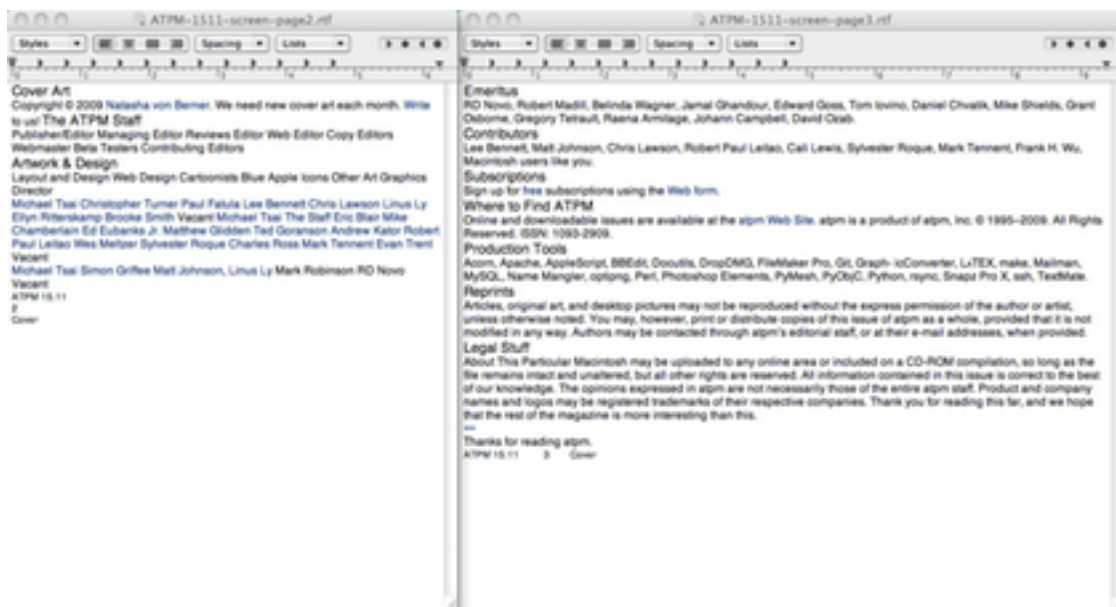 ATPM-1511-screen-page2.rtf
Styles Spacing Lists
Cover Art
Copyright © 2009 Natasha von Berner. We need new cover art each month. Write
to us! The ATPM Staff
Publisher/Editor Managing Editor Reviews Editor Web Editor Copy Editors
Webmaster Beta Testers Contributing Editors
Artwork & Design
Layout and Design Web Design Cartoonists Blue Apple Icons Other Art Graphics
Director
Michael Tsai Christopher Turner Paul Fatula Lee Bennett Chris Lawson Linus Ly
Ellyn Ritterskamp Brooke Smith Vacant Michael Tsai The Staff Eric Blair Mike
Chamberlain Ed Eubanks Jr. Matthew Glidden Ted Goranson Andrew Kator Robert
Paul Leitao Wes Meltzer Sylvester Roque Charles Ross Mark Tennent Evan Trent
Vacant
Michael Tsai Simon Griffee Matt Johnson, Linus Ly Mark Robinson RD Novo
Vacant
ATPM 15.11
2
Cover
ATPM-1511-screen-page3.rtf
Styles Spacing Lists
Emeritus
RD Novo, Robert Madill, Belinda Wagner, Jamal Ghandour, Edward Goss, Tom Iovino, Daniel Chvatik, Mike Shields, Grant
Osborne, Gregory Tetrault, Raena Armitage, Johann Campbell, David Ozab.
Contributors
Lee Bennett, Matt Johnson, Chris Lawson, Robert Paul Leitao, Cali Lewis, Sylvester Roque, Mark Tennent, Frank H. Wu,
Macintosh users like you.
Subscriptions
Sign up for free subscriptions using the Web form.
Where to Find ATPM
Online and downloadable issues are available at the atpm Web Site. atpm is a product of atpm, Inc. © 1995–2009. All Rights
Reserved. ISSN: 1093-2909.
Production Tools
Acorn, Apache, AppleScript, BBEdit, Docutils, DropDMG, FileMaker Pro, Git, Graph- icConverter, LATEX, make, Mailman,
MySQL, Name Mangler, optipng, Perl, Photoshop Elements, PyMesh, PyObjC, Python, rsync, Snapz Pro X, ssh, TextMate.
Reprints
Articles, original art, and desktop pictures may not be reproduced without the express permission of the author or artist,
unless otherwise noted. You may, however, print or distribute copies of this issue of atpm as a whole, provided that it is not
modified in any way. Authors may be contacted through atpm's editorial staff, or at their e-mail addresses, when provided.
Legal Stuff
About This Particular Macintosh may be uploaded to any online area or included on a CD-ROM compilation, so long as the
file remains intact and unaltered, but all other rights are reserved. All information contained in this issue is correct to the best
of our knowledge. The opinions expressed in atpm are not necessarily those of the entire atpm staff. Product and company
names and logos may be registered trademarks of their respective companies. Thank you for reading this far, and we hope
that the rest of the magazine is more interesting than this.
—
Thanks for reading atpm.
ATPM 15.11 3 Cover